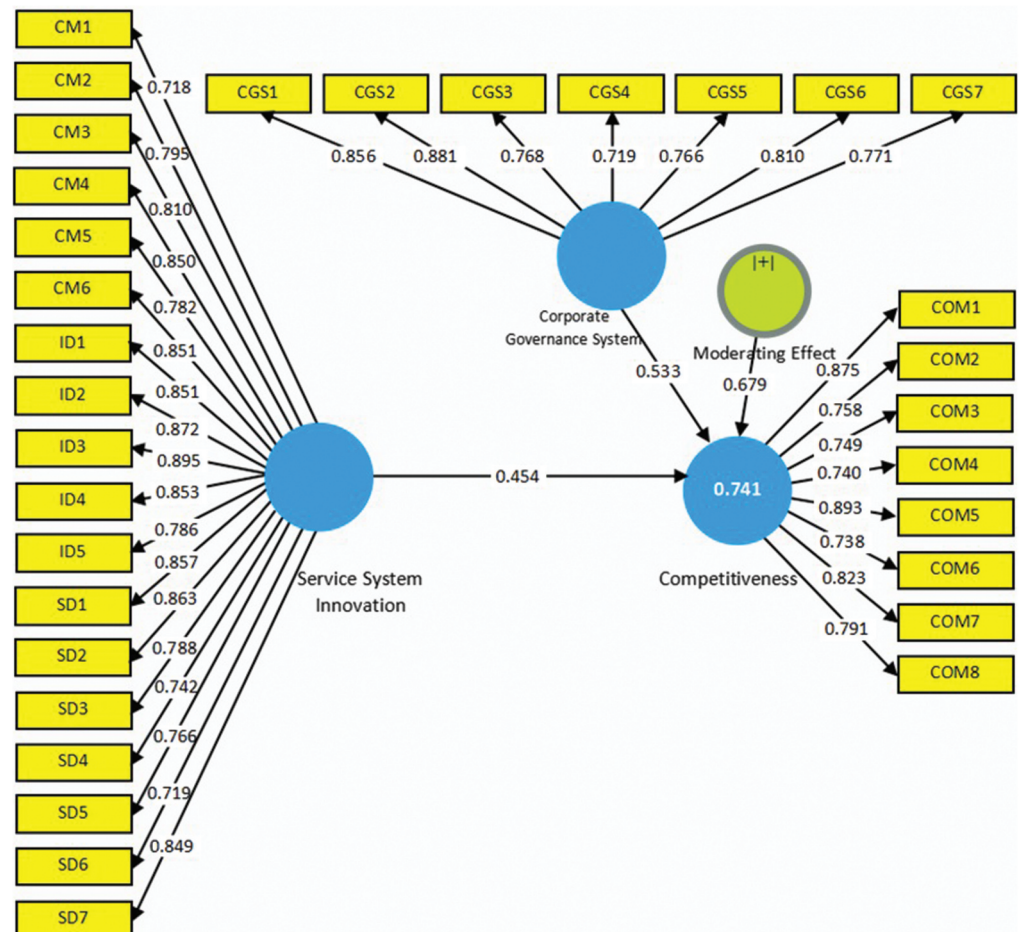 CM1
CM2
CM3
CM4
CM5
CM6
ID1
ID2
ID3
ID4
ID5
SD1
SD2
SD3
SD4
SD5
SD6
SD7
0.718
0.795
0.810
0.850
0.782
0.851
0.851
0.872
0.895
0.853
0.786
0.857
0.863
0.788
0.742
0.766
0.719
0.849
Service System
Innovation
CGS1 CGS2 CGS3 CGS4 CGS5 CGS6 CGS7
0.856 0.881 0.768 0.719 0.766 0.810 0.771
Corporate
Governance System
|+|
Moderating Effect
0.533
0.679
0.454
0.741
Competitiveness
0.875
0.758
0.749
0.740
0.893
0.738
0.823
0.791
COM1
COM2
COM3
COM4
COM5
COM6
COM7
COM8